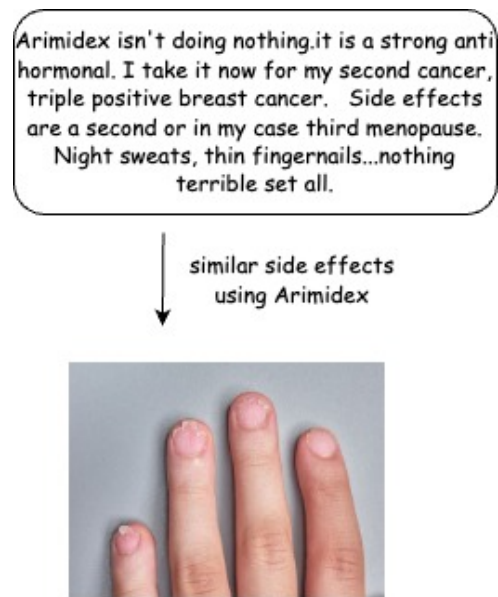 Arimidex isn't doing nothing.it is a strong anti
hormonal. I take it now for my second cancer,
triple positive breast cancer.   Side effects
are a second or in my case third menopause.
Night sweats, thin fingernails...nothing
terrible set all.
similar side effects
using Arimidex